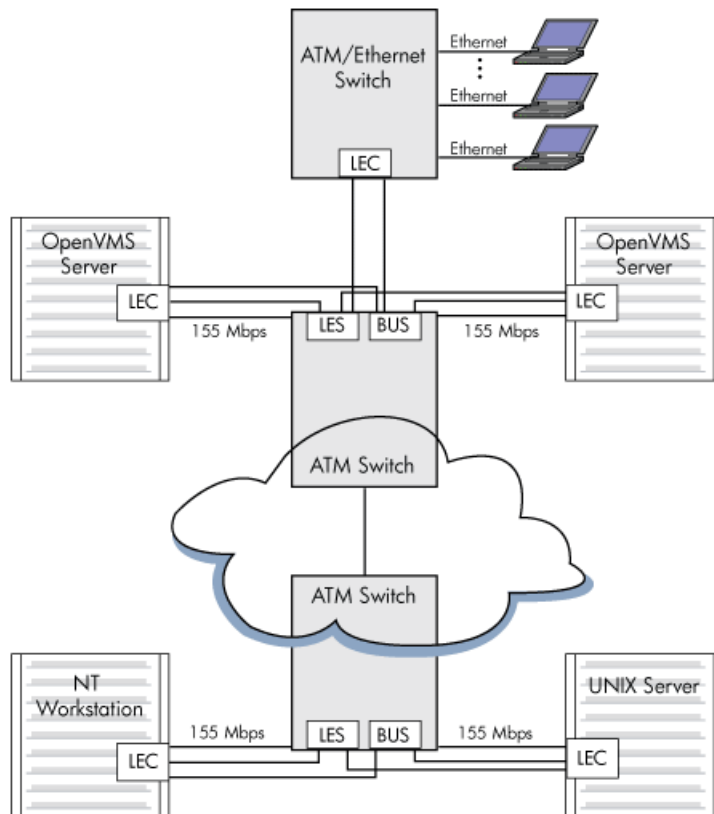 ATM/Ethernet
Switch
Ethernet
Ethernet
Ethernet
LEC
OpenVMS
Server
LEC
155 Mbps
LES
BUS
155 Mbps
OpenVMS
Server
LEC
ATM Switch
ATM Switch
NT
Workstation
LEC
155 Mbps
LES
BUS
155 Mbps
UNIX Server
LEC